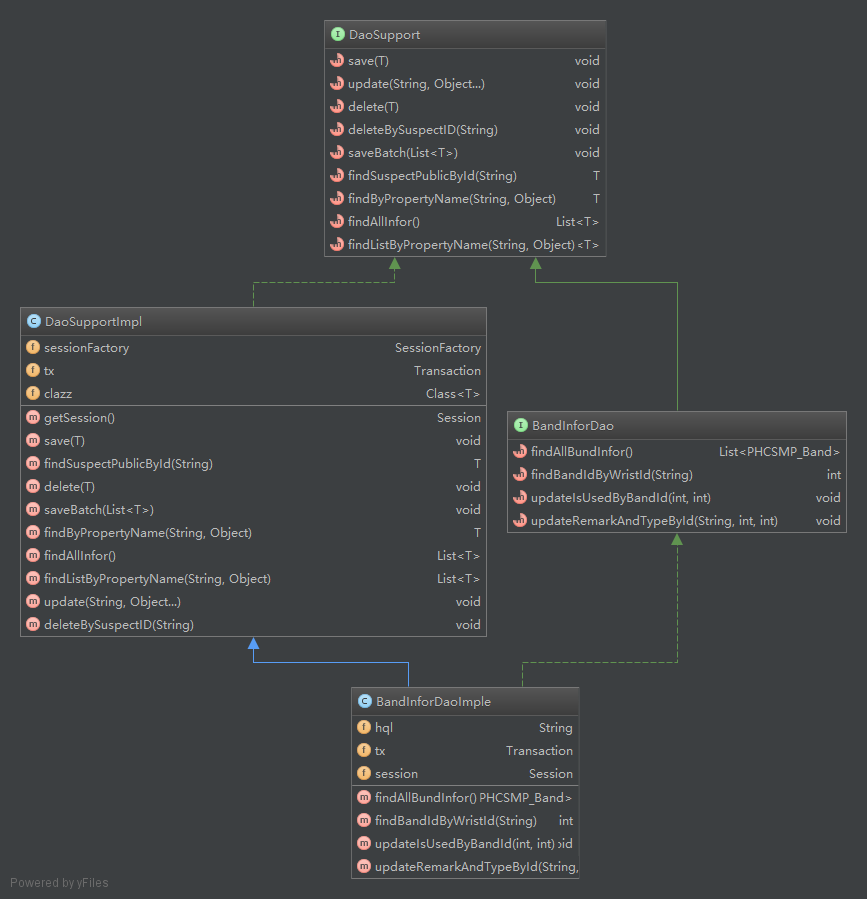 DaoSupport
save(T) void
update(String, Object...) void
delete(T) void
deleteBySuspectID(String) void
saveBatch(List<T>) void
findSuspectPublicById(String) T
findByPropertyName(String, Object) T
findAllInfor() List<T>
findListByPropertyName(String, Object) <T>
DaoSupportImpl
sessionFactory SessionFactory
tx Transaction
clazz Class<T>
getSession() Session
save(T) void
findSuspectPublicById(String) T
delete(T) void
saveBatch(List<T>) void
findByPropertyName(String, Object) T
findAllInfor() List<T>
findListByPropertyName(String, Object) List<T>
update(String, Object...) void
deleteBySuspectID(String) void
BandInforDao
findAllBundInfor() List<PHCSMP_Band>
findBandIdByWristId(String) int
updateIsUsedByBandId(int, int) void
updateRemarkAndTypeById(String, int, int) void
BandInforDaoImple
hql String
tx Transaction
session Session
findAllBundInfor() PHCSMP_Band>
findBandIdByWristId(String) int
updateIsUsedByBandId(int, int) oid
updateRemarkAndTypeById(String,
Powered by yFiles